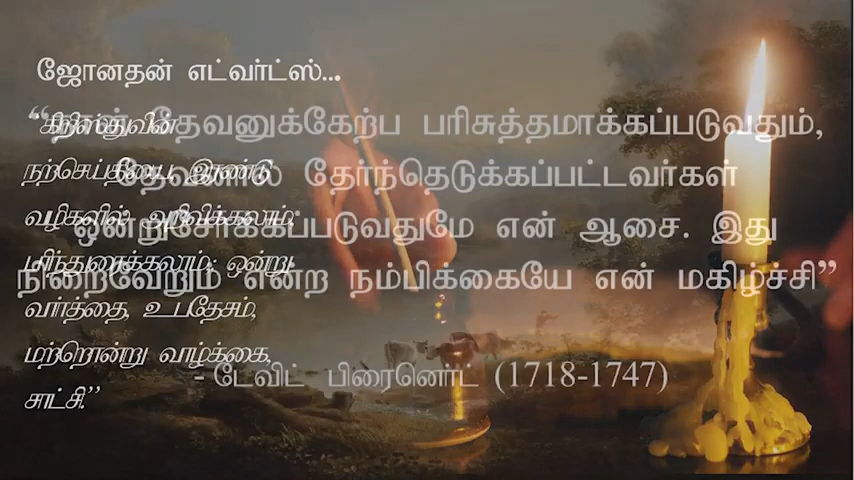 ஜோனதன் எட்வர்ட்ஸ்...
“கிறிஸ்துவின்
நற்செய்தியை, இரண்டு
வழிகளில் அறிவிக்கலாம்,
பரிந்துரைக்கலாம்; ஒன்று
வார்த்தை, உபதேசம்,
மற்றொன்று வாழ்க்கை,
சாட்சி.”
தேவனுக்கேற்ப பரிசுத்தமாக்கப்படுவதும்,
தேவனால் தேர்ந்தெடுக்கப்பட்டவர்கள்
ஒன்றுசேர்க்கப்படுவதுமே என் ஆசை. இது
நிறைவேறும் என்ற நம்பிக்கையே என் மகிழ்ச்சி”
- டேவிட் பிரைனெர்ட் (1718-1747)